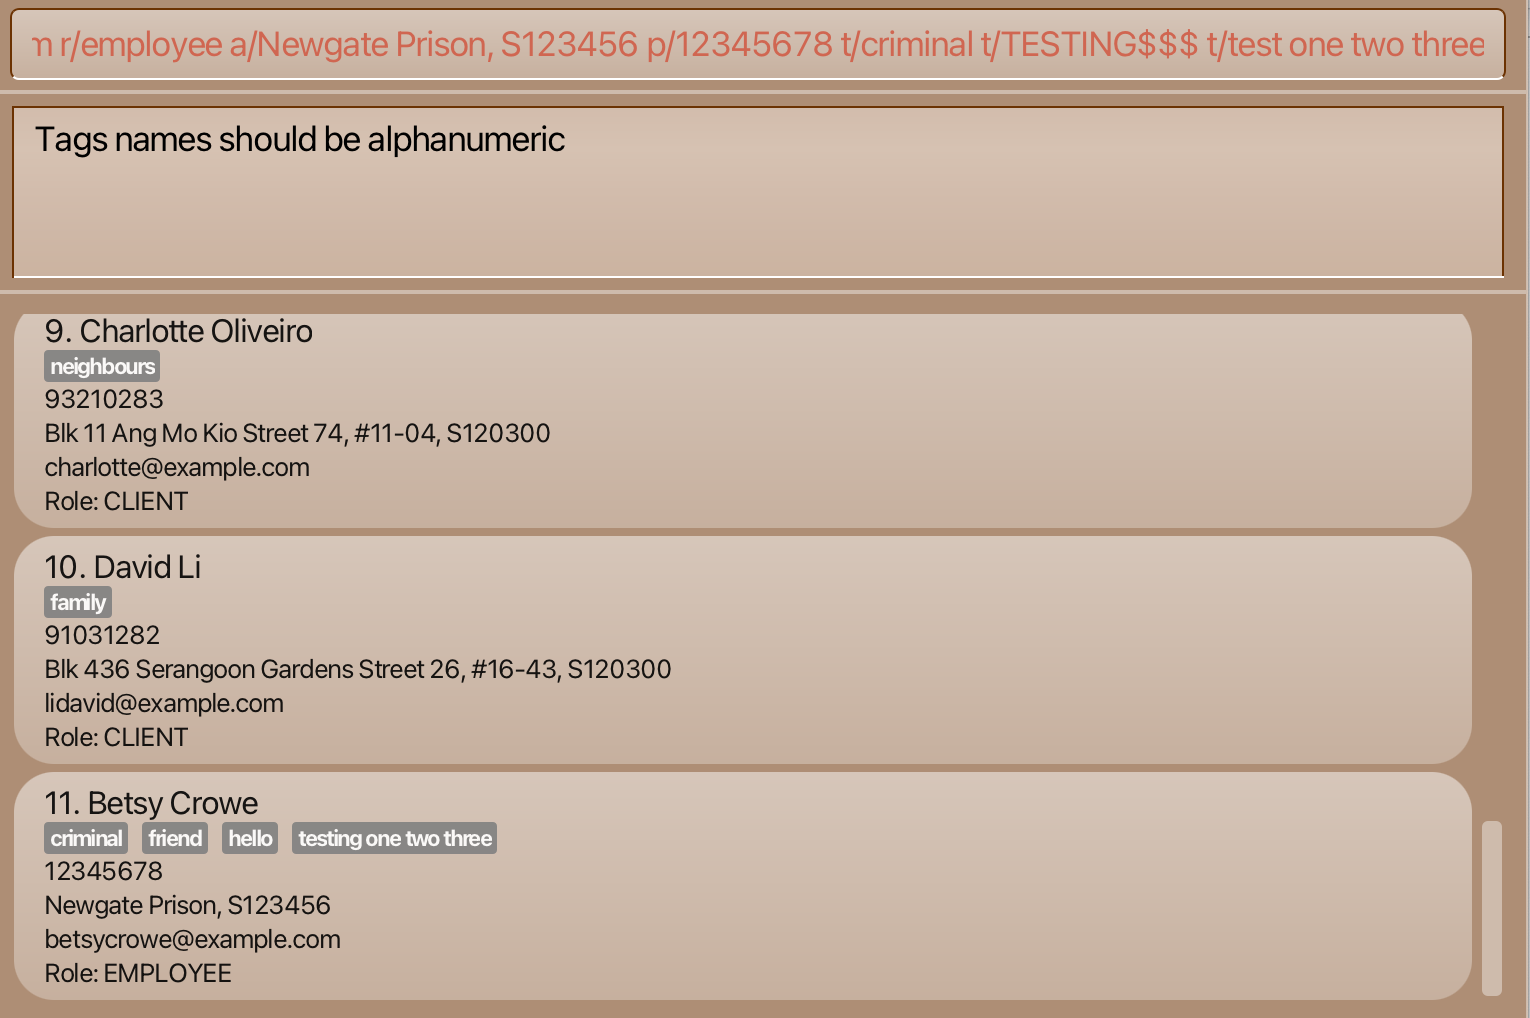 m r/employee a/Newgate Prison, S123456 p/12345678 t/criminal t/TESTING$$$ t/test one two three
Tags names should be alphanumeric
9. Charlotte Oliveiro
neighbours
93210283
Blk 11 Ang Mo Kio Street 74, #11-04, S120300
charlotte@example.com
Role: CLIENT
10. David Li
family
91031282
Blk 436 Serangoon Gardens Street 26, #16-43, S120300
lidavid@example.com
Role: CLIENT
11. Betsy Crowe
criminal friend hello testing one two three
12345678
Newgate Prison, S123456
betsycrowe@example.com
Role: EMPLOYEE